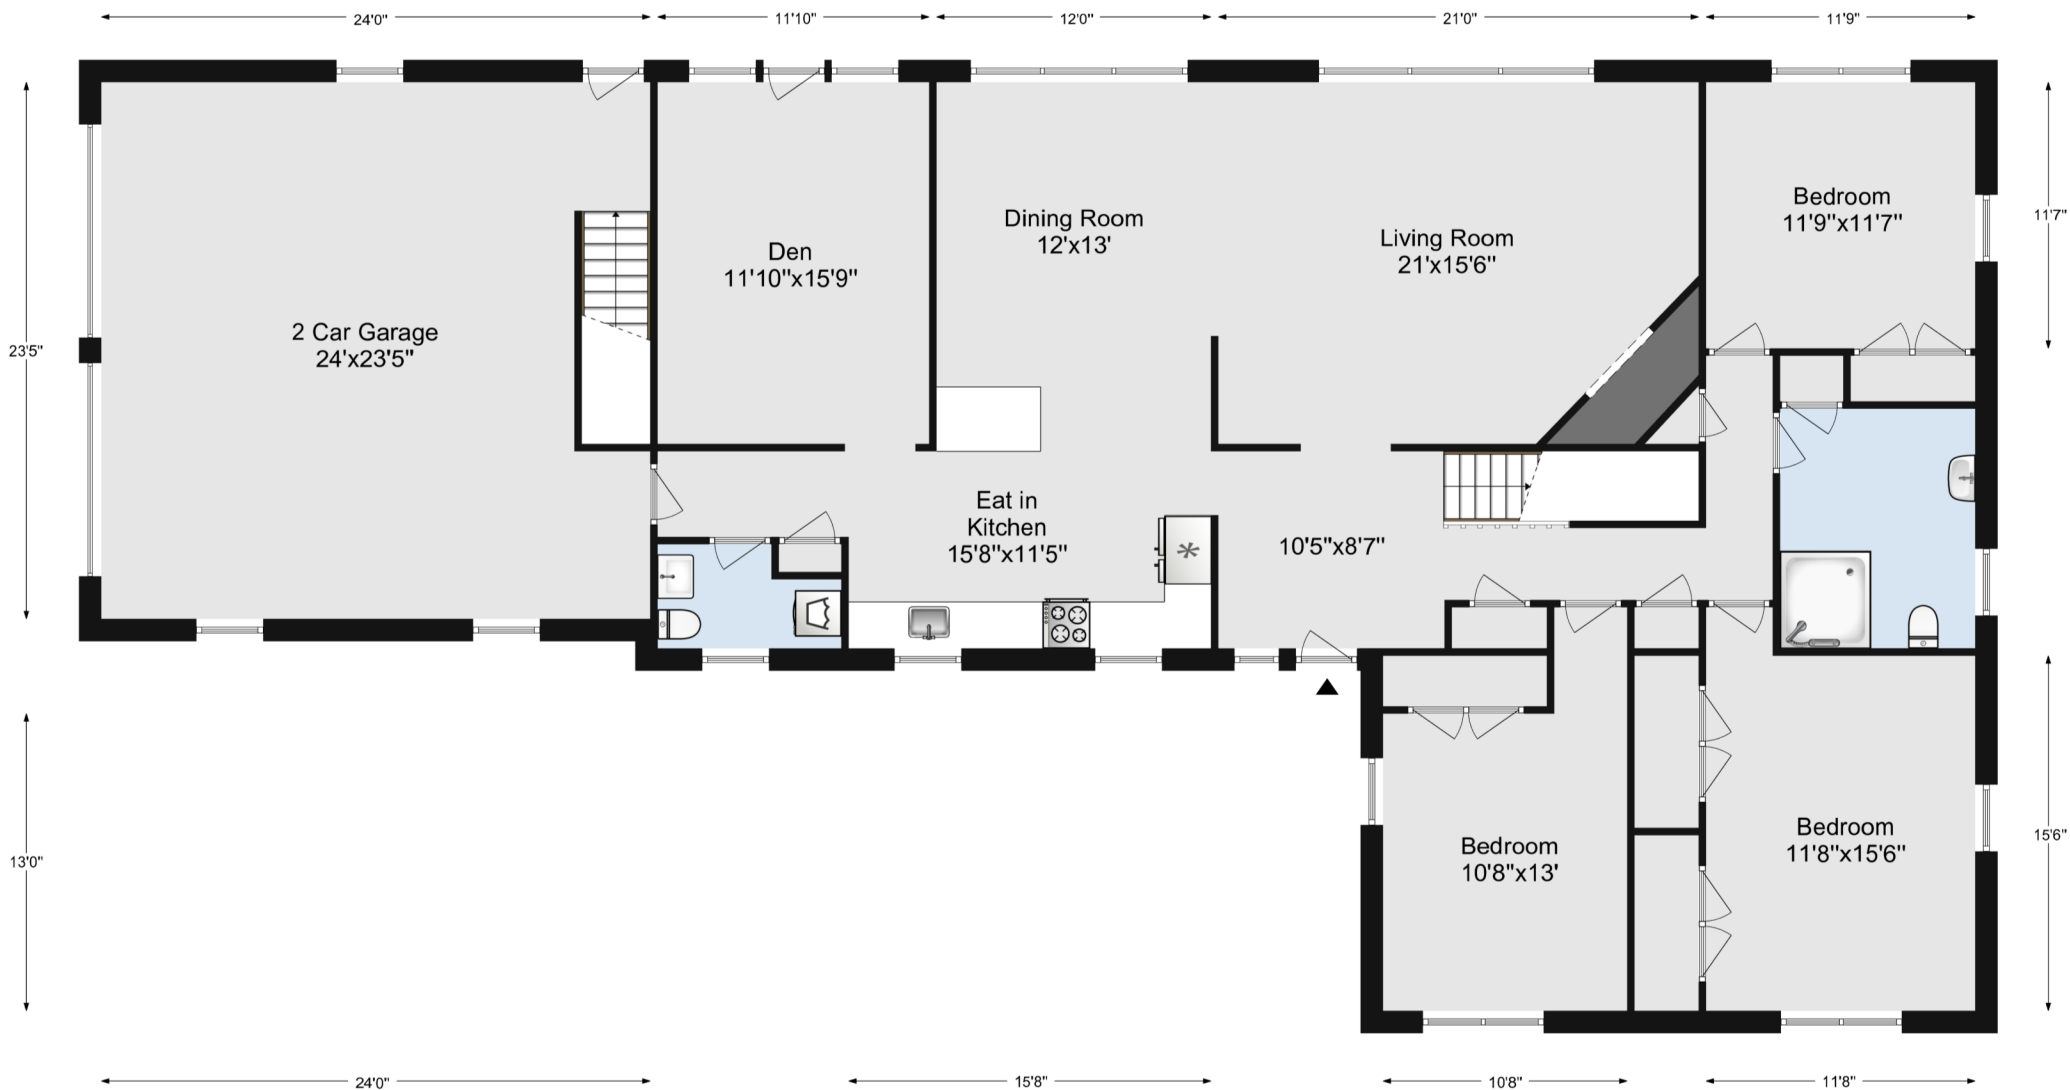 24'0"
11'10"
12'0"
21'0"
11'9"
23'5"
13'0"
11'7"
15'6"
2 Car Garage
24'x23'5"
Den
11'10"x15'9"
Dining Room
12'x13'
Living Room
21'x15'6"
Bedroom
11'9"x11'7"
Eat in
Kitchen
15'8"x11'5"
10'5"x8'7"
Bedroom
10'8"x13'
Bedroom
11'8"x15'6"
24'0"
15'8"
10'8"
11'8"